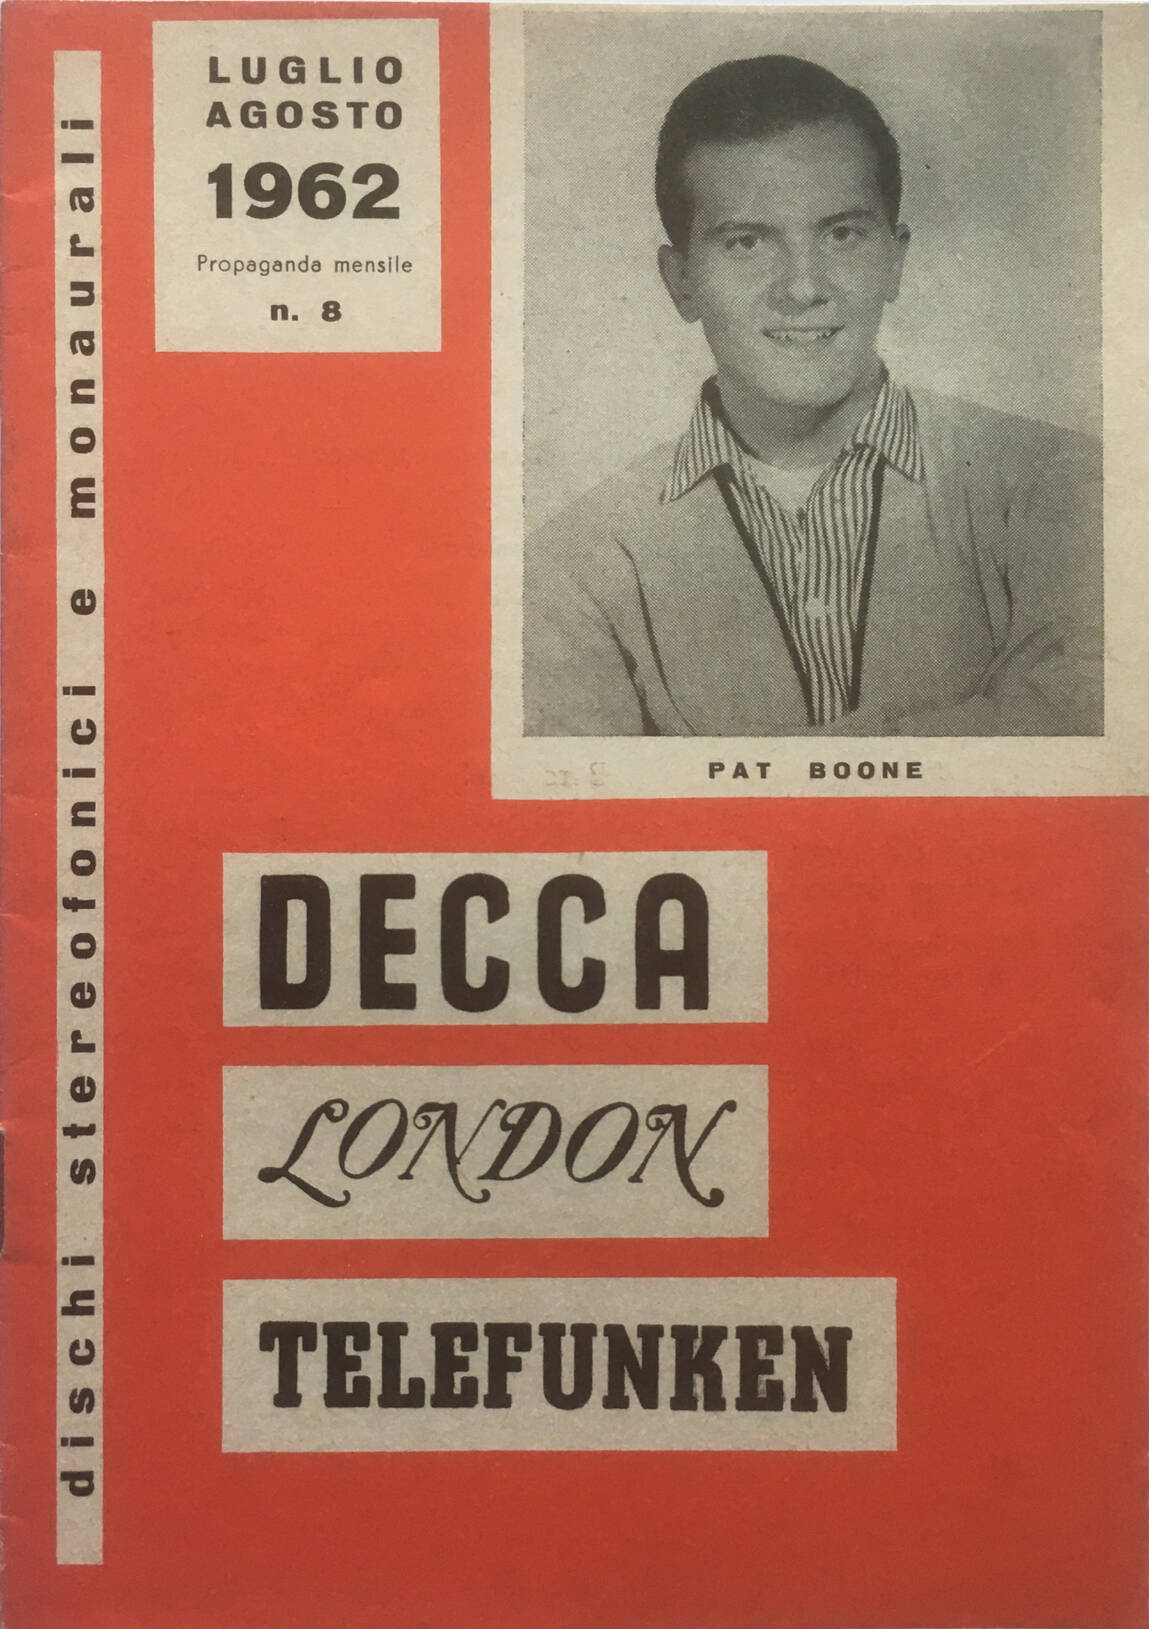 LUGLIO
AGOSTO
1962
Propaganda mensile
n. 8
dischi stereofonici e monaurali
PAT BOONE
DECCA
LONDON
TELEFUNKEN